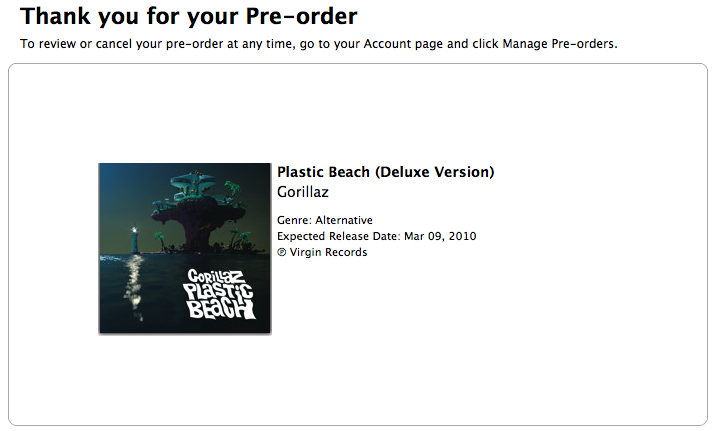 Thank you for your Pre-order
To review or cancel your pre-order at any time, go to your Account page and click Manage Pre-orders.
Plastic Beach (Deluxe Version)
Gorillaz
Genre: Alternative
Expected Release Date: Mar 09, 2010
℗ Virgin Records
GORILLAZ
PLASTIC
BEACH